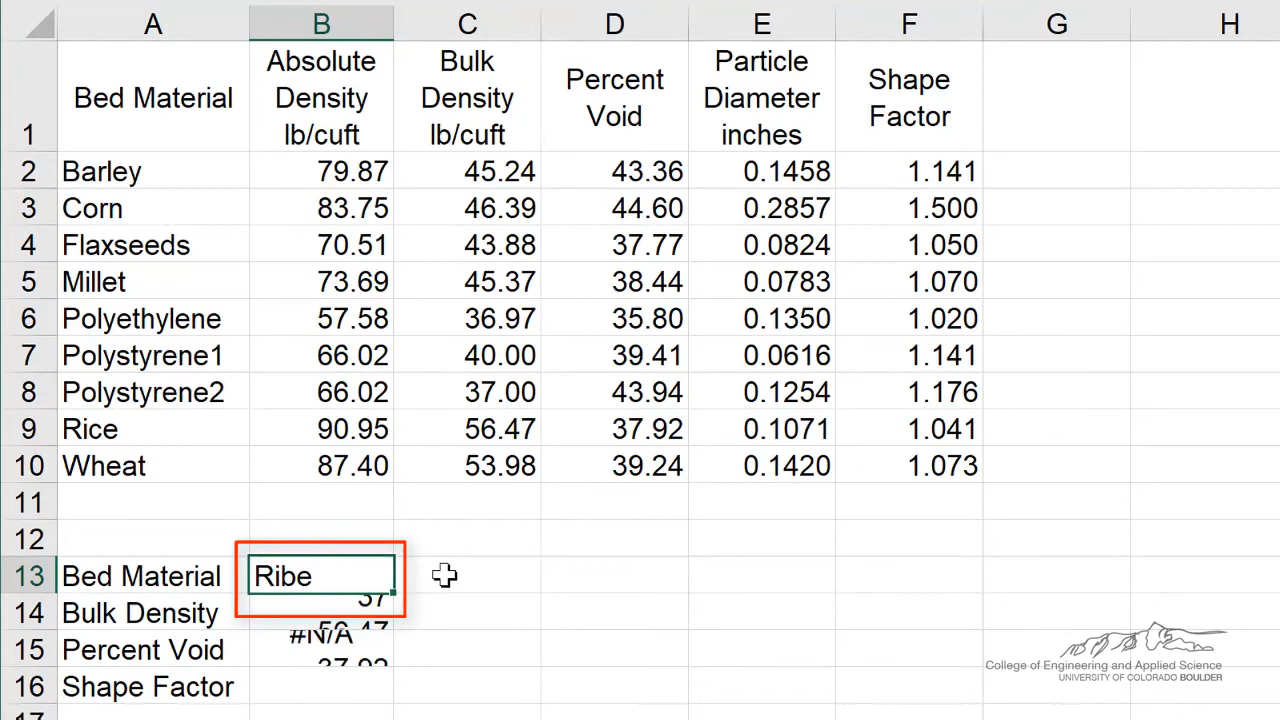 A B C D E F G H
1 Bed Material Absolute Density lb/cuft Bulk Density lb/cuft Percent Void Particle Diameter inches Shape Factor
2 Barley 79.87 45.24 43.36 0.1458 1.141
3 Corn 83.75 46.39 44.60 0.2857 1.500
4 Flaxseeds 70.51 43.88 37.77 0.0824 1.050
5 Millet 73.69 45.37 38.44 0.0783 1.070
6 Polyethylene 57.58 36.97 35.80 0.1350 1.020
7 Polystyrene1 66.02 40.00 39.41 0.0616 1.141
8 Polystyrene2 66.02 37.00 43.94 0.1254 1.176
9 Rice 90.95 56.47 37.92 0.1071 1.041
10 Wheat 87.40 53.98 39.24 0.1420 1.073
11
12
13 Bed Material Ribe
14 Bulk Density 37
#N/A
15 Percent Void
16 Shape Factor
17
College of Engineering and Applied Science
UNIVERSITY OF COLORADO BOULDER